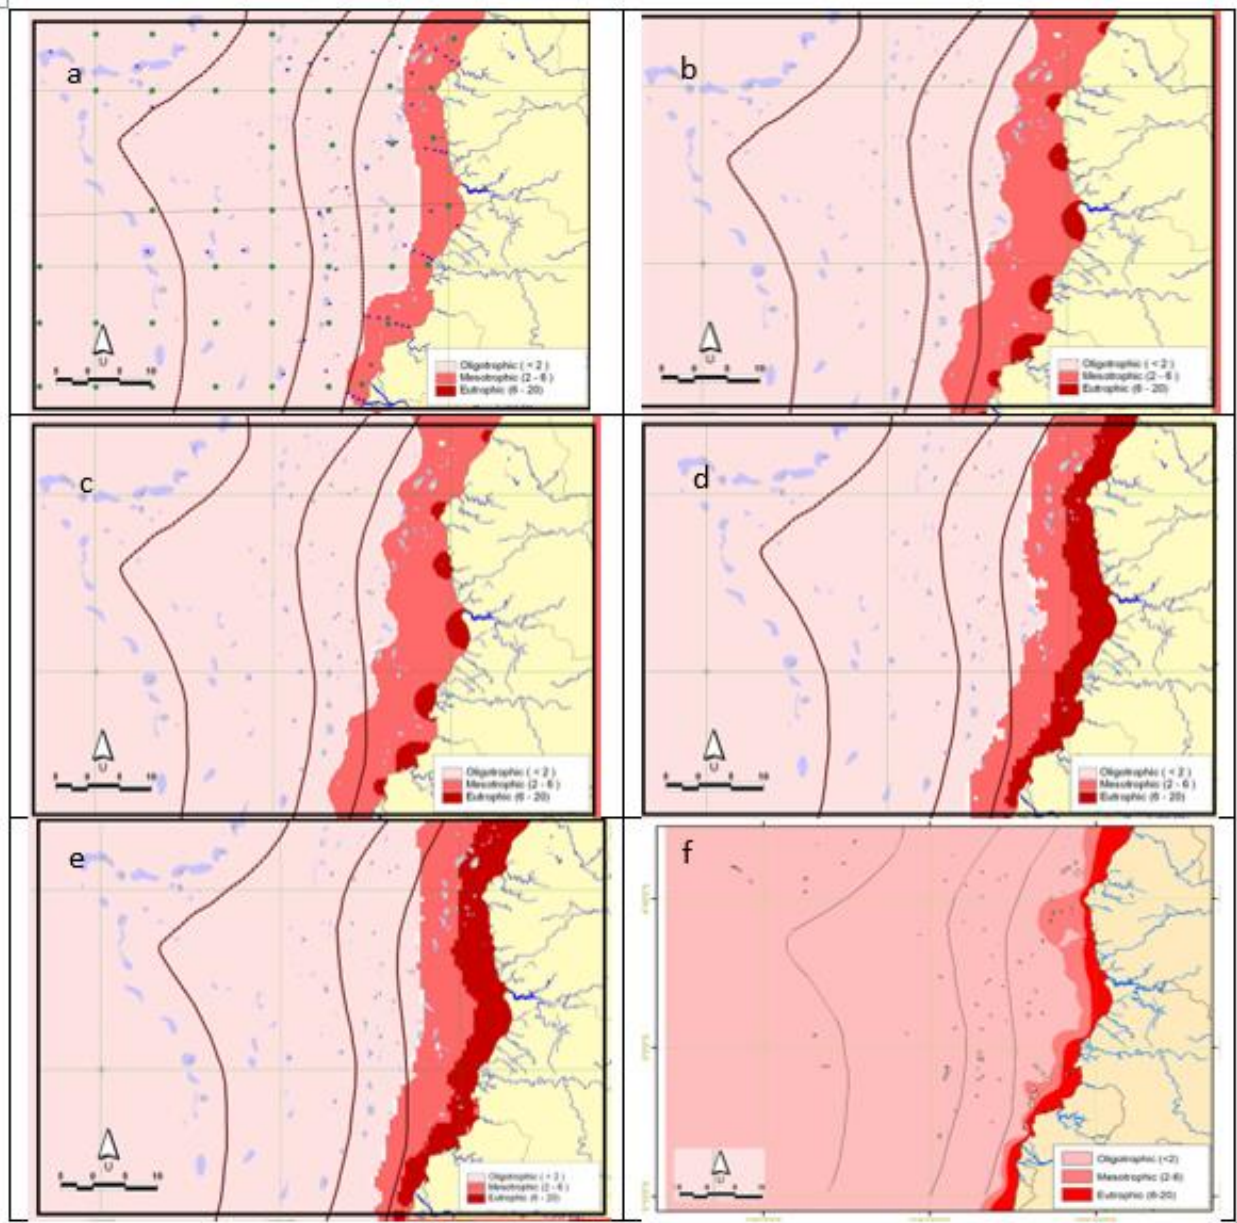 a
Oligotrophic ( < 2 )
Mesotrophic (2 - 6 )
Eutrophic (6 - 20)
b
Oligotrophic ( < 2 )
Mesotrophic (2 - 6 )
Eutrophic (6 - 20)
c
Oligotrophic ( < 2 )
Mesotrophic (2 - 6 )
Eutrophic (6 - 20)
d
Oligotrophic ( < 2 )
Mesotrophic (2 - 6 )
Eutrophic (6 - 20)
e
Oligotrophic ( < 2 )
Mesotrophic (2 - 6 )
Eutrophic (6 - 20)
f
Oligotrophic (<2)
Mesotrophic (2-6)
Eutrophic (6-20)